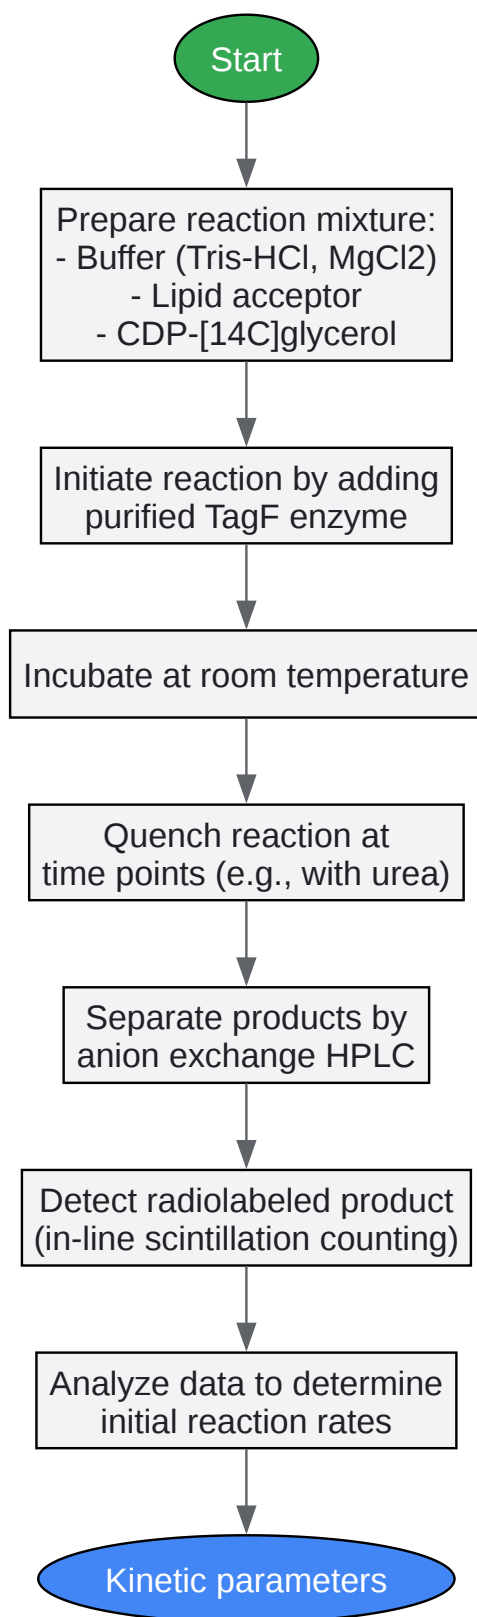 Start
Prepare reaction mixture:
- Buffer (Tris-HCl, MgCl2)
- Lipid acceptor
- CDP-[14C]glycerol
Initiate reaction by adding
purified TagF enzyme
Incubate at room temperature
Quench reaction at
time points (e.g., with urea)
Separate products by
anion exchange HPLC
Detect radiolabeled product
(in-line scintillation counting)
Analyze data to determine
initial reaction rates
Kinetic parameters